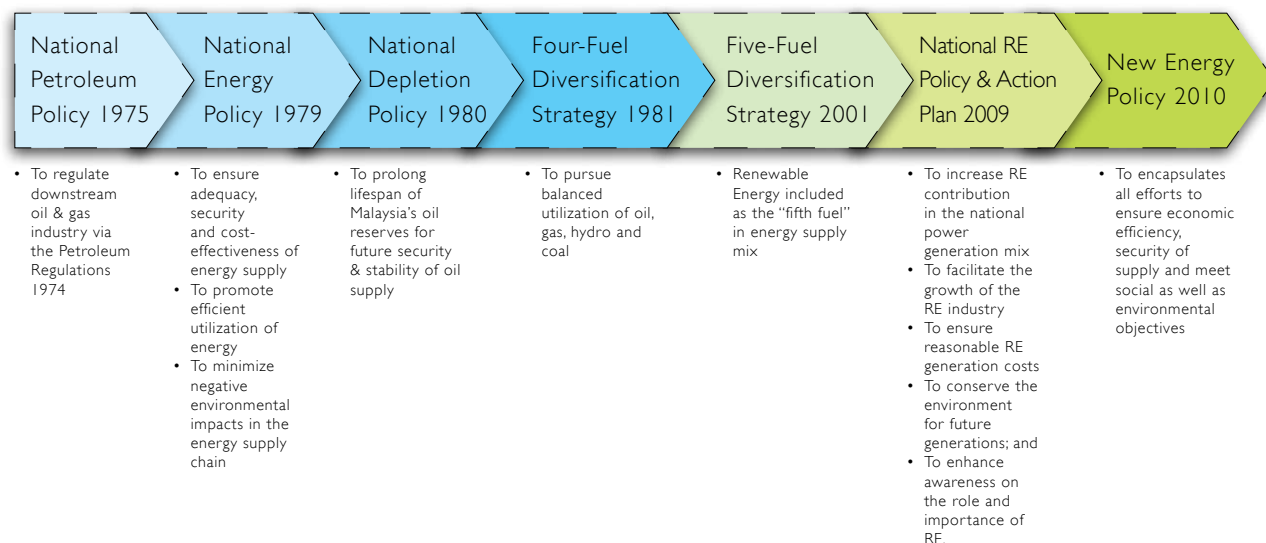 National
Petroleum
Policy 1975
National
Energy
Policy 1979
National
Depletion
Policy 1980
Four-Fuel
Diversification
Strategy 1981
Five-Fuel
Diversification
Strategy 2001
National RE
Policy & Action
Plan 2009
New Energy
Policy 2010
• To regulate
downstream
oil & gas
industry via
the Petroleum
Regulations
1974
• To ensure
adequacy,
security
and cost-
effectiveness of
energy supply
• To promote
efficient
utilization of
energy
• To minimize
negative
environmental
impacts in the
energy supply
chain
• To prolong
lifespan of
Malaysia's oil
reserves for
future security
& stability of oil
supply
• To pursue
balanced
utilization of oil,
gas, hydro and
coal
• Renewable
Energy included
as the “fifth fuel”
in energy supply
mix
• To increase RE
contribution
in the national
power
generation mix
• To facilitate the
growth of the
RE industry
• To ensure
reasonable RE
generation costs
• To conserve the
environment
for future
generations; and
• To enhance
awareness on
the role and
importance of
RE.
• To encapsulates
all efforts to
ensure economic
efficiency,
security of
supply and meet
social as well as
environmental
objectives